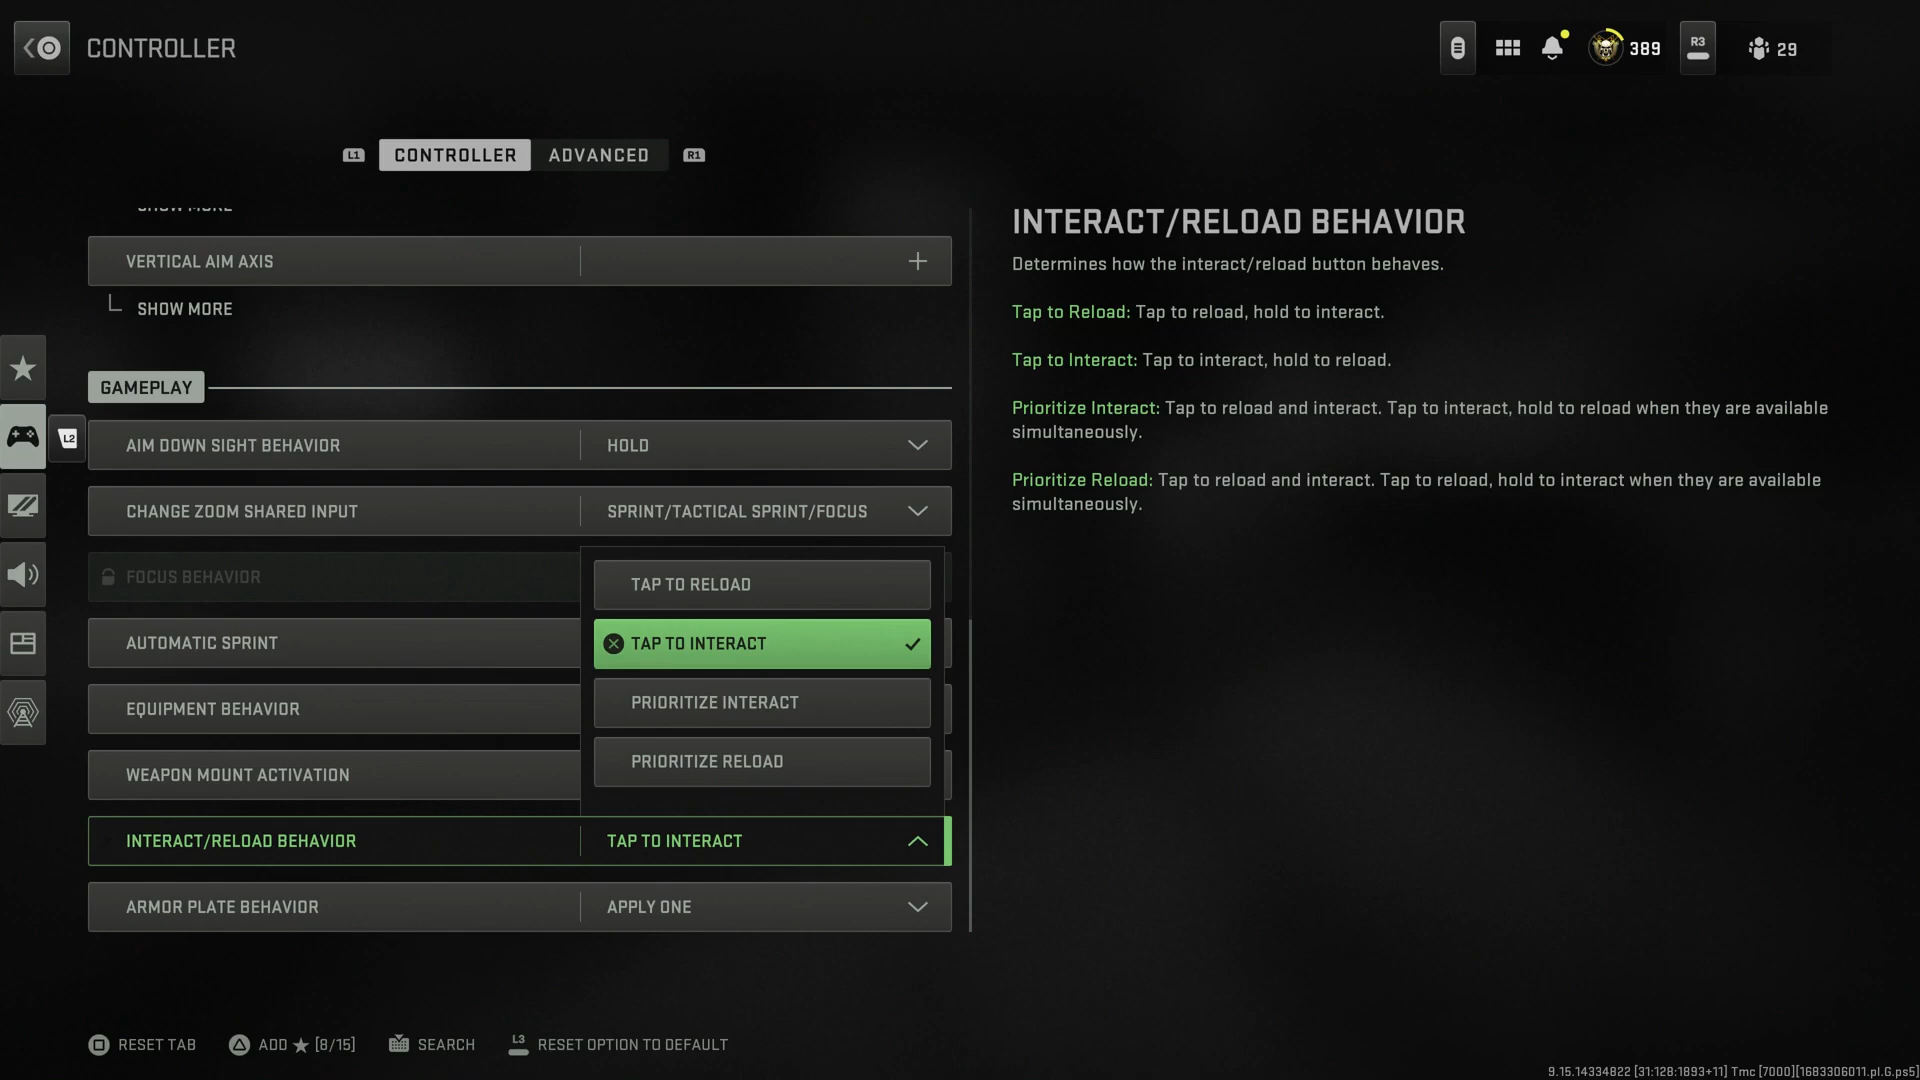 CONTROLLER
389
R3
29
L1
CONTROLLER
ADVANCED
R1
SHOW MORE
VERTICAL AIM AXIS
SHOW MORE
GAMEPLAY
L2
AIM DOWN SIGHT BEHAVIOR
HOLD
CHANGE ZOOM SHARED INPUT
SPRINT/TACTICAL SPRINT/FOCUS
FOCUS BEHAVIOR
AUTOMATIC SPRINT
EQUIPMENT BEHAVIOR
WEAPON MOUNT ACTIVATION
TAP TO RELOAD
TAP TO INTERACT
PRIORITIZE INTERACT
PRIORITIZE RELOAD
INTERACT/RELOAD BEHAVIOR
TAP TO INTERACT
ARMOR PLATE BEHAVIOR
APPLY ONE
INTERACT/RELOAD BEHAVIOR
Determines how the interact/reload button behaves.
Tap to Reload: Tap to reload, hold to interact.
Tap to Interact: Tap to interact, hold to reload.
Prioritize Interact: Tap to reload and interact. Tap to interact, hold to reload when they are available
simultaneously.
Prioritize Reload: Tap to reload and interact. Tap to reload, hold to interact when they are available
simultaneously.
RESET TAB
ADD ★ [8/15]
SEARCH
L3
RESET OPTION TO DEFAULT
9.15.14334822 [31:128:1893+11] Tmc [7000][1683306011.pl.G.ps5]